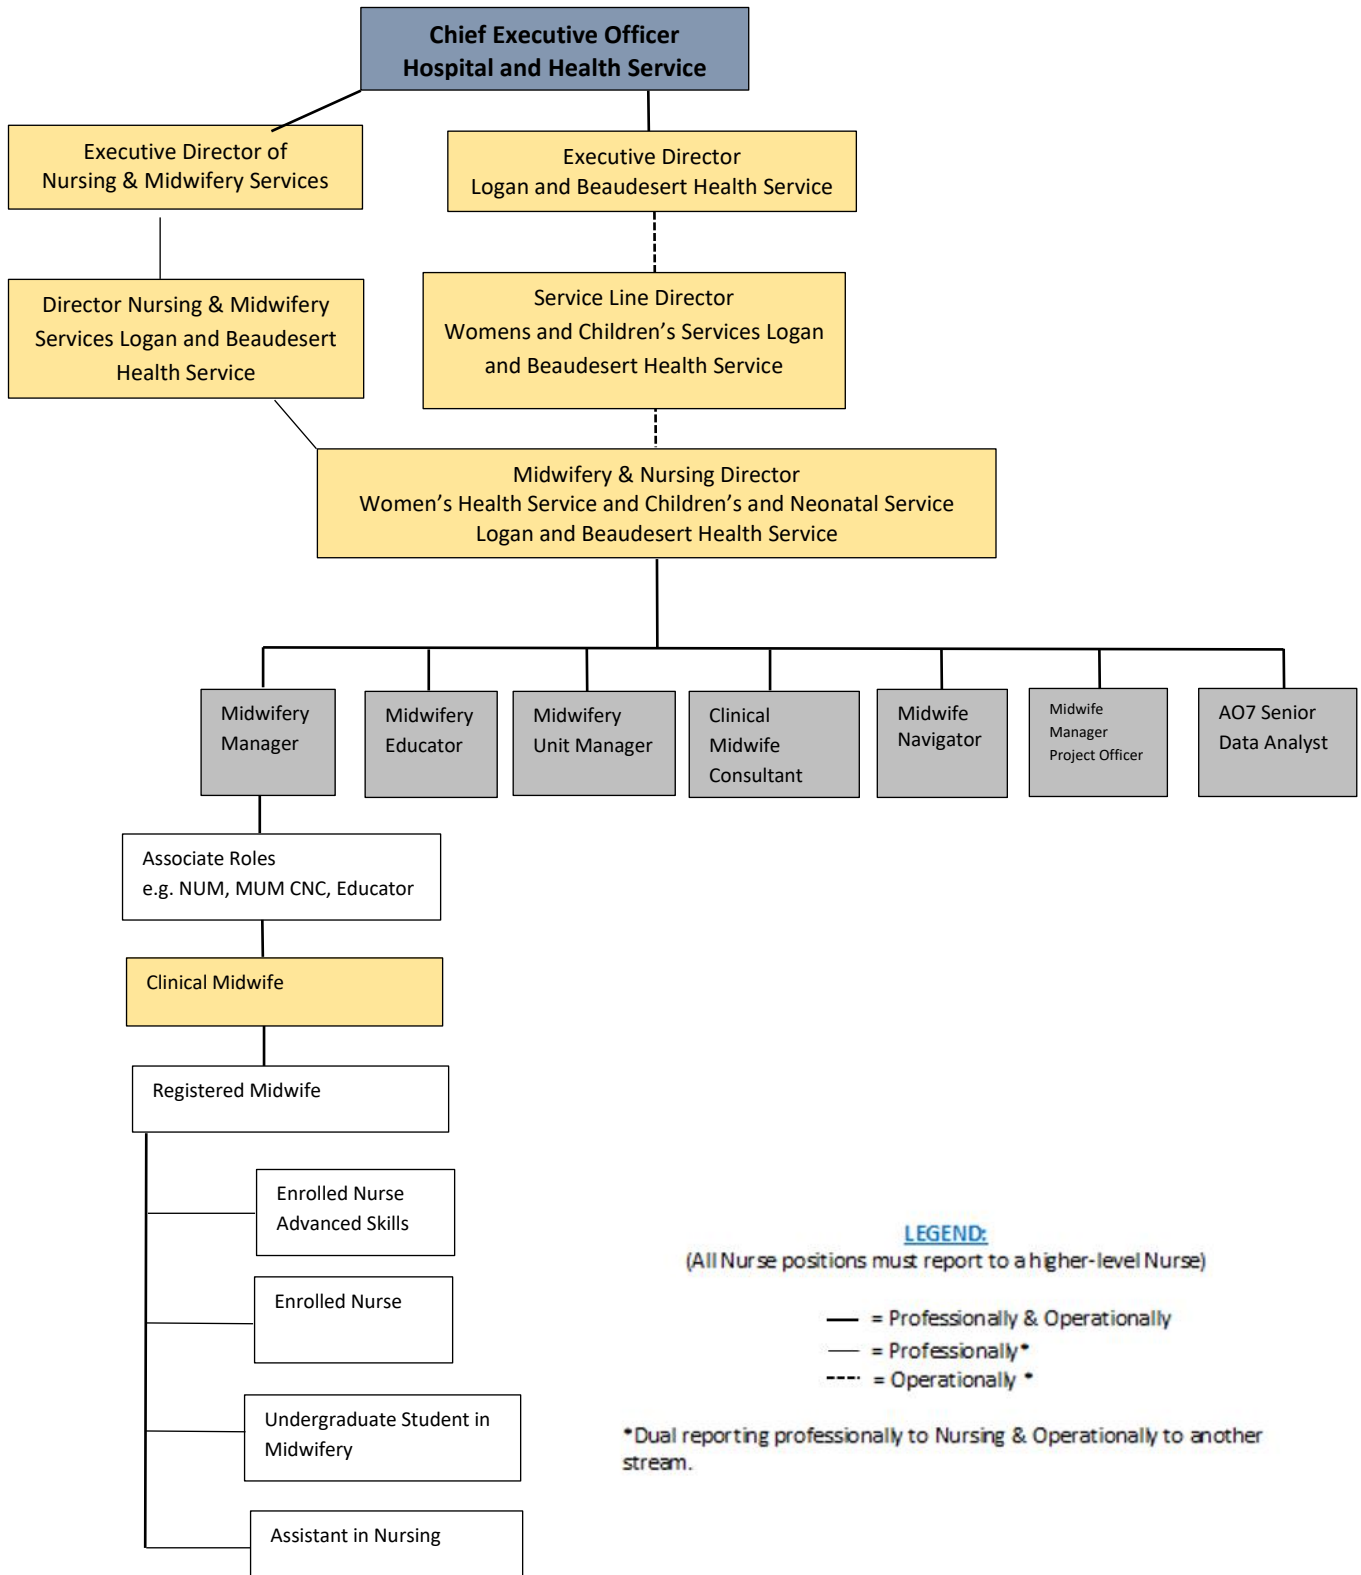 Chief Executive Officer
Hospital and Health Service
Executive Director of
Nursing & Midwifery Services
Executive Director
Logan and Beaudesert Health Service
Director Nursing & Midwifery
Services Logan and Beaudesert
Health Service
Service Line Director
Womens and Children’s Services Logan
and Beaudesert Health Service
Midwifery & Nursing Director
Women’s Health Service and Children’s and Neonatal Service
Logan and Beaudesert Health Service
Midwifery
Manager
Midwifery
Educator
Midwifery
Unit Manager
Clinical
Midwife
Consultant
Midwife
Navigator
Midwife
Manager
Project Officer
AO7 Senior
Data Analyst
Associate Roles
e.g. NUM, MUM CNC, Educator
Clinical Midwife
Registered Midwife
Enrolled Nurse
Advanced Skills
Enrolled Nurse
Undergraduate Student in
Midwifery
Assistant in Nursing
LEGEND:
(All Nurse positions must report to a higher-level Nurse)
= Professionally & Operationally
= Professionally*
= Operationally *
*Dual reporting professionally to Nursing & Operationally to another
stream.